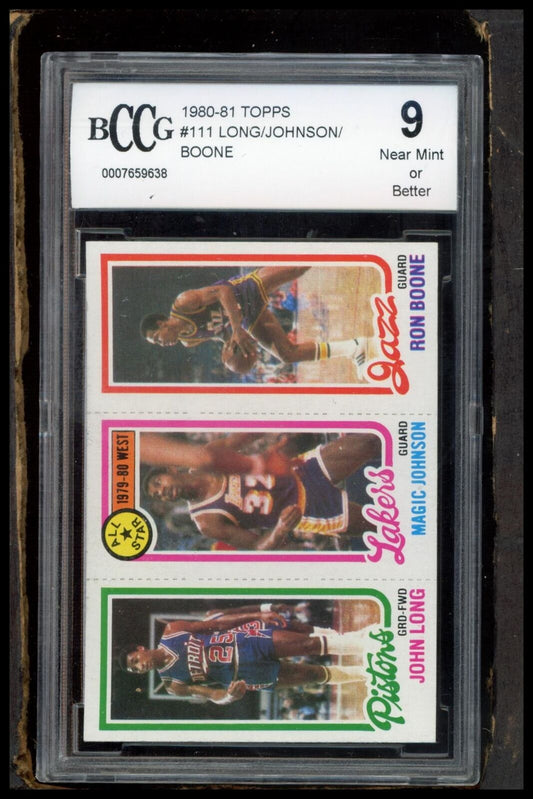 BCCG
0007659638
1980-81 TOPPS
#111 LONG/JOHNSON/
BOONE
9
Near Mint
or
Better
Jazz
GUARD
RON BOONE
1979-80 WEST
ALL
STAR
Lakers
32
Lakers
GUARD
MAGIC JOHNSON
DETROIT
25
Pistons
GRD-FWD
JOHN LONG